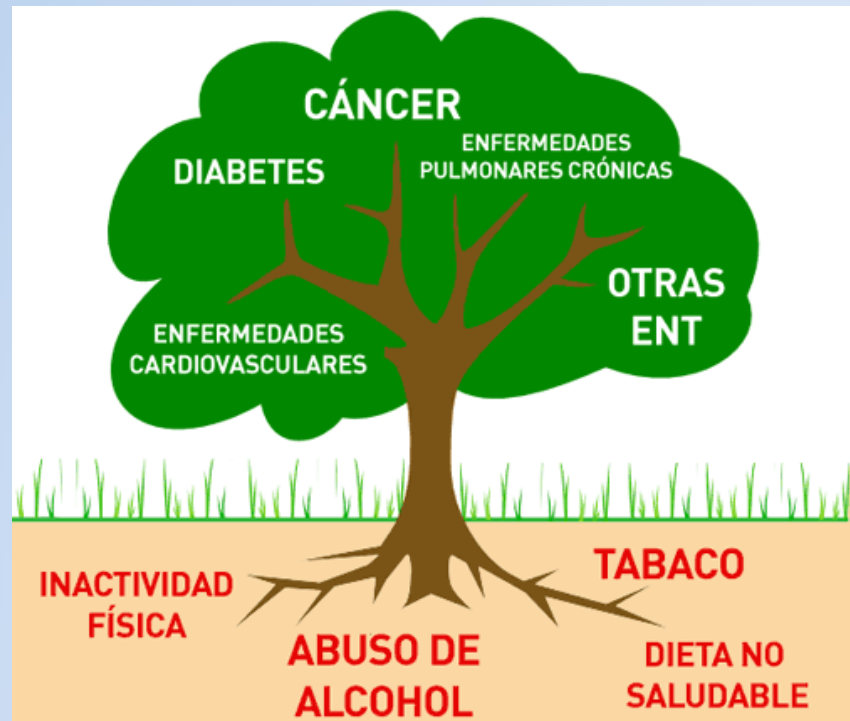 CÁNCER
DIABETES
ENFERMEDADES
PULMONARES CRÓNICAS
OTRAS
ENT
ENFERMEDADES
CARDIOVASCULARES
INACTIVIDAD
FÍSICA
TABACO
ABUSO DE
ALCOHOL
DIETA NO
SALUDABLE